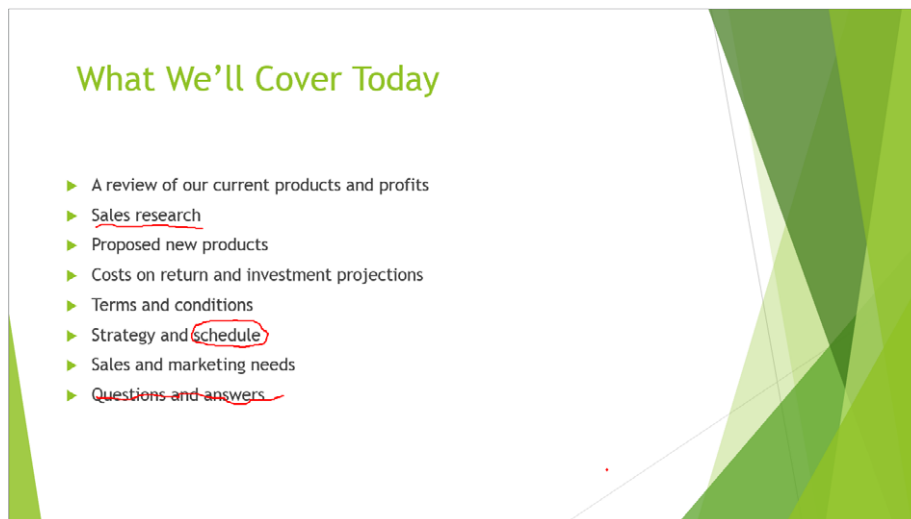 What We’ll Cover Today
A review of our current products and profits
Sales research
Proposed new products
Costs on return and investment projections
Terms and conditions
Strategy and schedule
Sales and marketing needs
Questions and answers